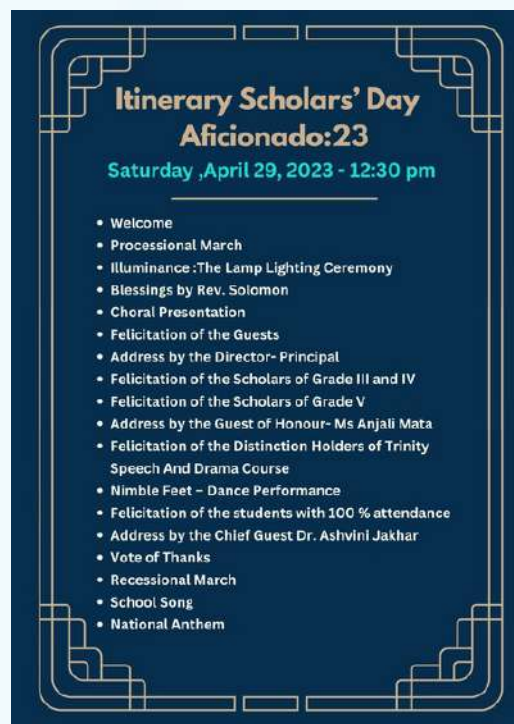 Itinerary Scholars' Day
Aficionado:23
Saturday ,April 29, 2023 - 12:30 pm
• Welcome
• Processional March
• Illuminance :The Lamp Lighting Ceremony
• Blessings by Rev. Solomon
• Choral Presentation
• Felicitation of the Guests
• Address by the Director- Principal
• Felicitation of the Scholars of Grade III and IV
• Felicitation of the Scholars of Grade V
• Address by the Guest of Honour- Ms Anjali Mata
• Felicitation of the Distinction Holders of Trinity
Speech And Drama Course
• Nimble Feet – Dance Performance
• Felicitation of the students with 100 % attendance
• Address by the Chief Guest Dr. Ashvini Jakhar
• Vote of Thanks
• Recessional March
• School Song
• National Anthem